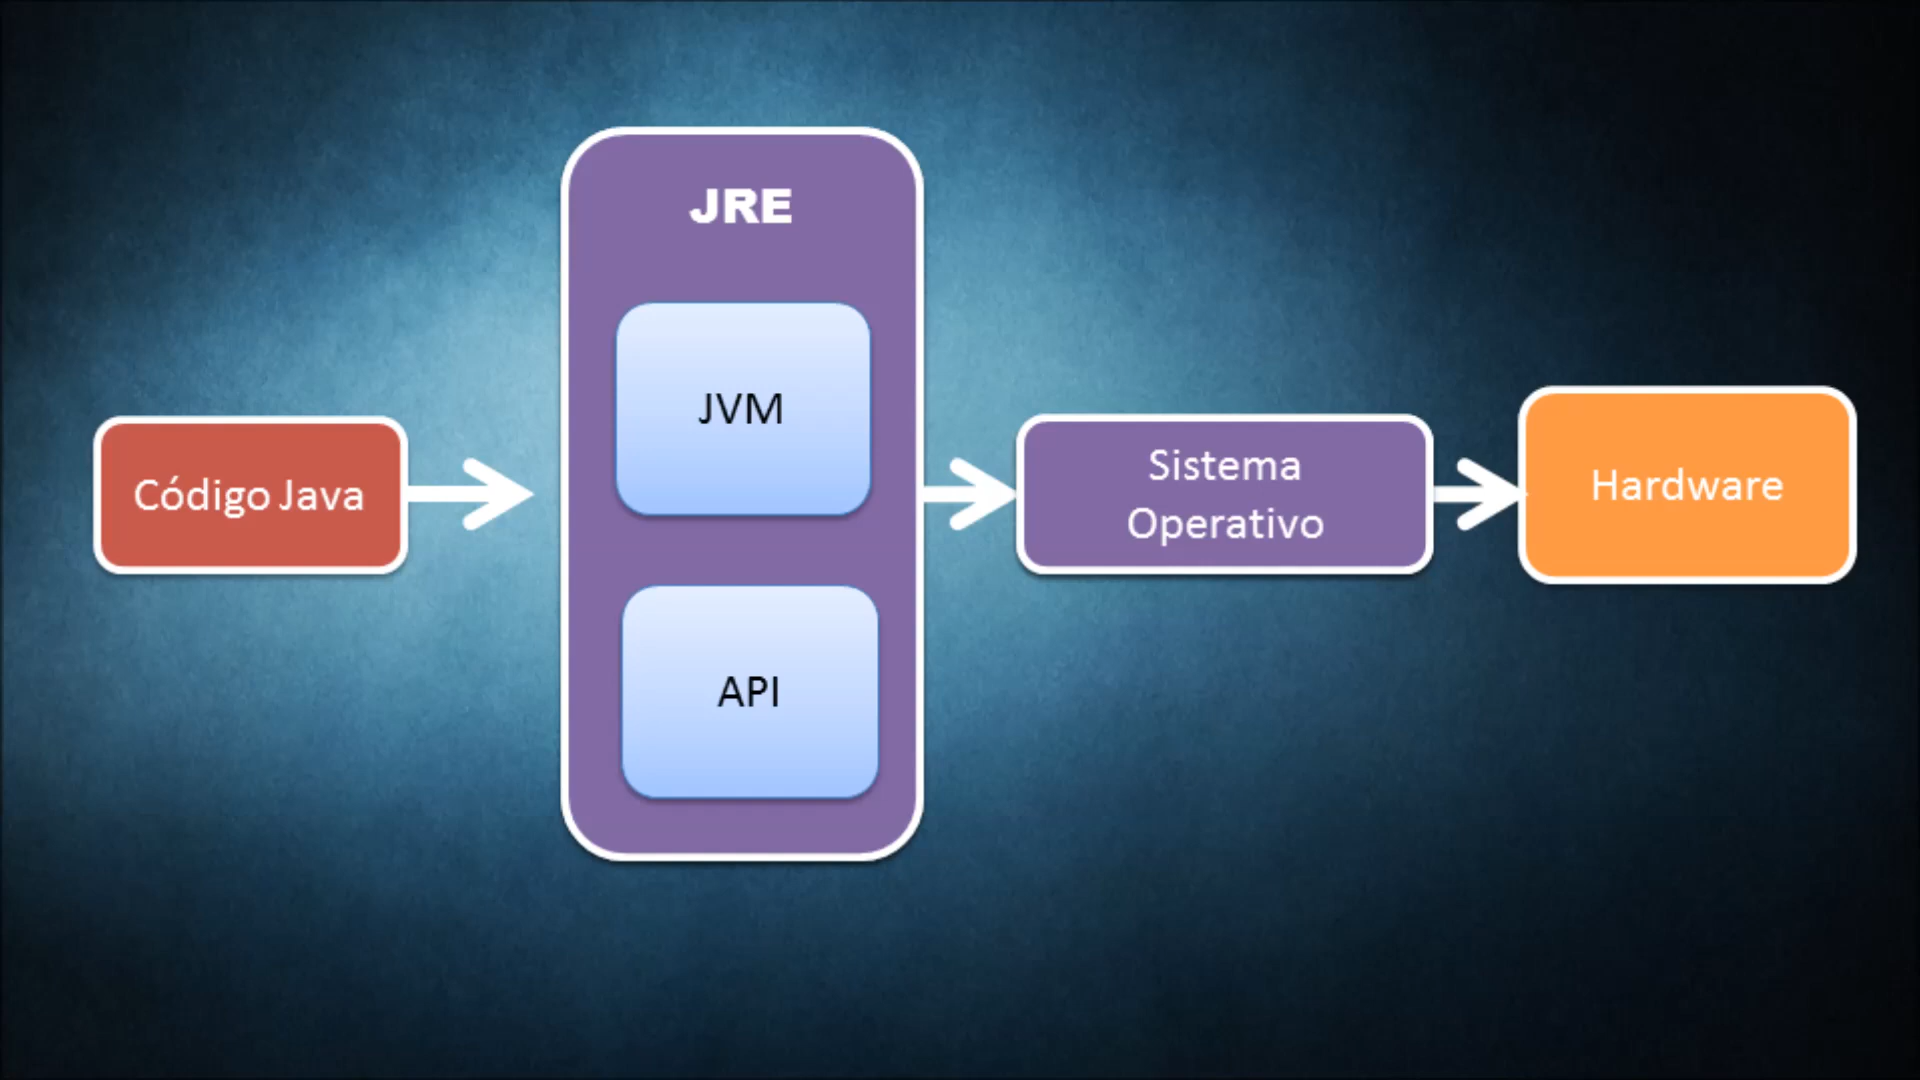 JRE
JVM
API
Código Java
Sistema
Operativo
Hardware